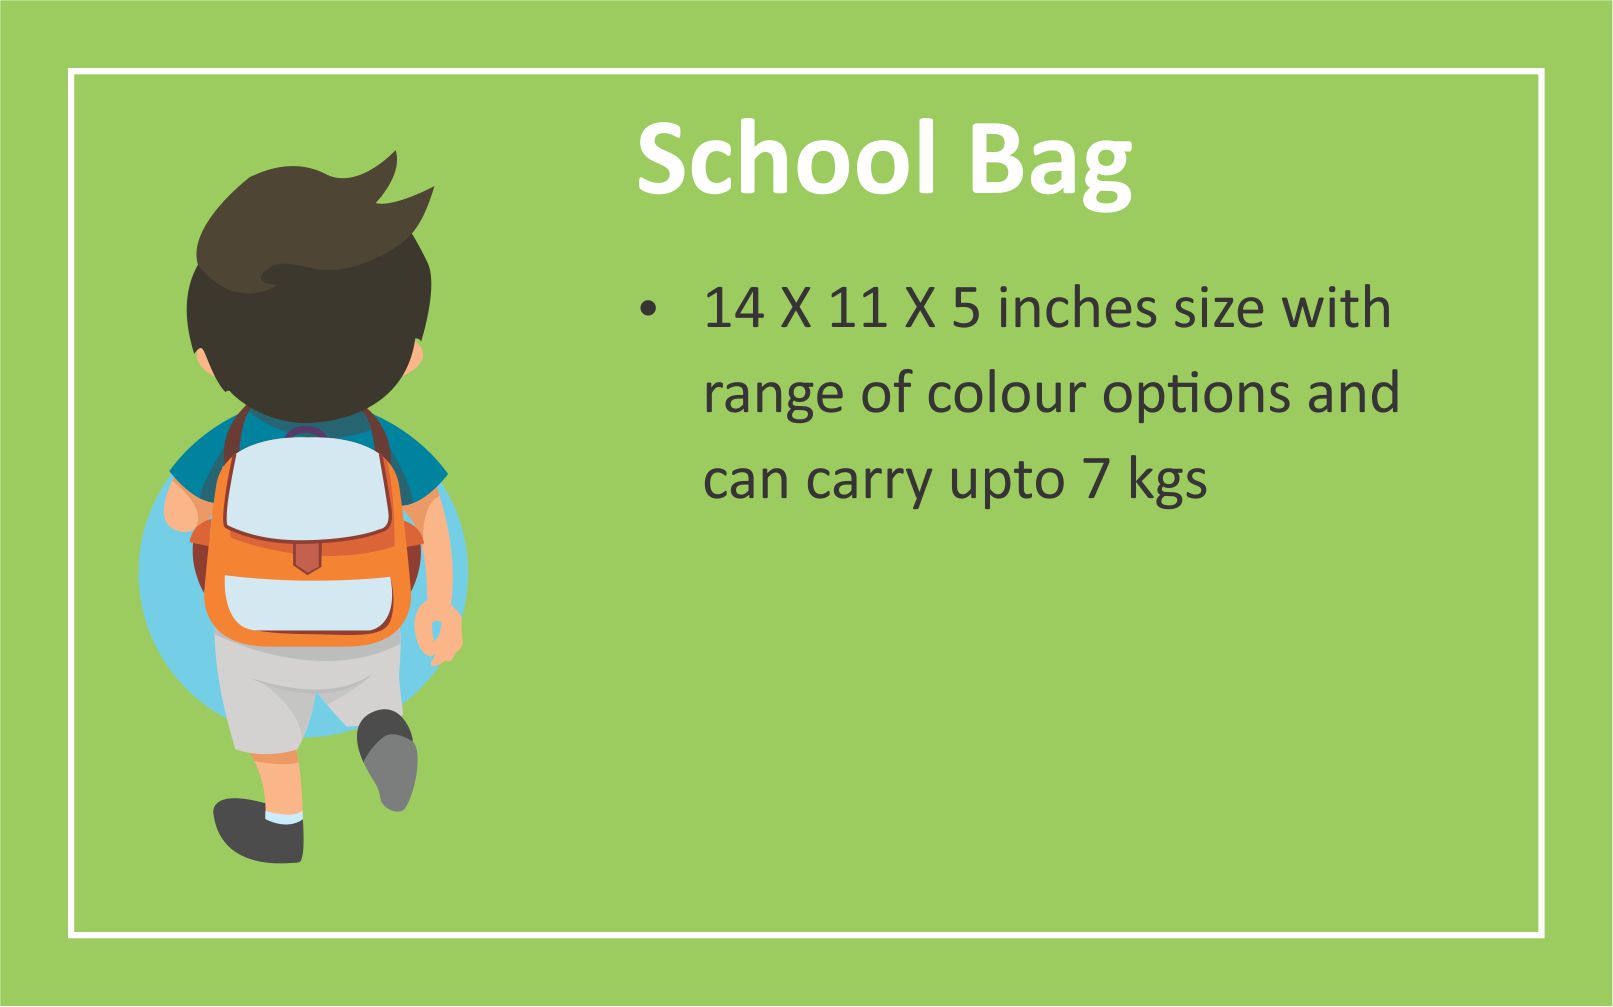 School Bag
• 14 X 11 X 5 inches size with
range of colour options and
can carry upto 7 kgs